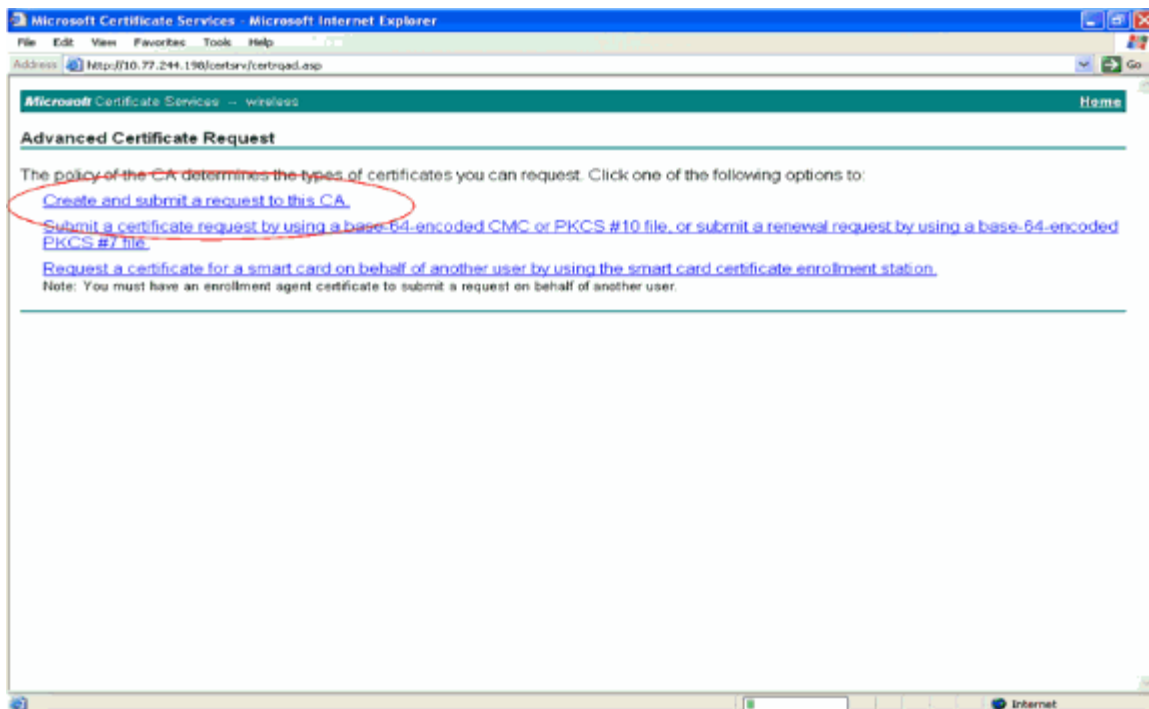 Microsoft Certificate Services - Microsoft Internet Explorer
File Edit View Favorites Tools Help
Address http://10.77.244.198/certsrv/certrqad.asp Go
Microsoft Certificate Services -- wireless Home
Advanced Certificate Request
The policy of the CA determines the types of certificates you can request. Click one of the following options to:
Create and submit a request to this CA.
Submit a certificate request by using a base-64-encoded CMC or PKCS #10 file, or submit a renewal request by using a base-64-encoded
PKCS #7 file.
Request a certificate for a smart card on behalf of another user by using the smart card certificate enrollment station.
Note: You must have an enrollment agent certificate to submit a request on behalf of another user.
Internet